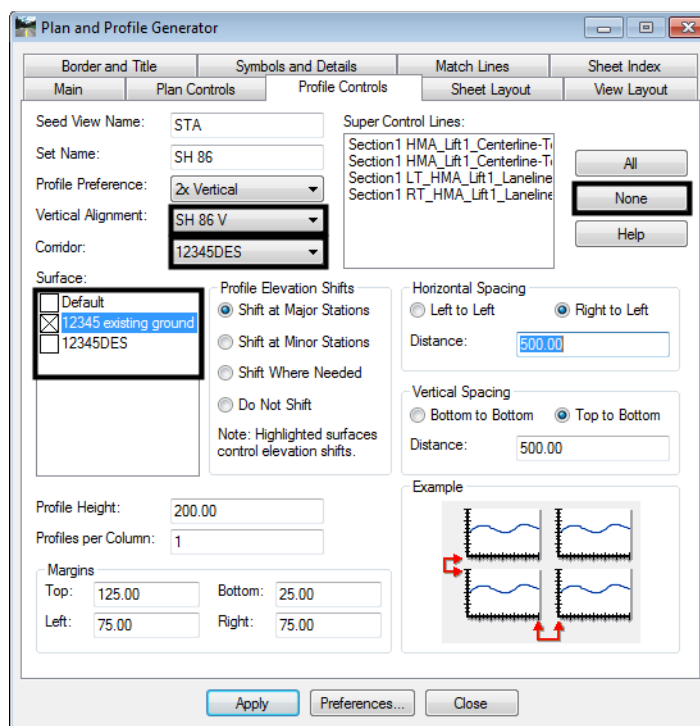 Plan and Profile Generator
Border and Title Symbols and Details Match Lines Sheet Index
Main Plan Controls Profile Controls Sheet Layout View Layout
Seed View Name: STA
Set Name: SH 86
Profile Preference: 2x Vertical
Vertical Alignment: SH 86 V
Corridor: 12345DES
Super Control Lines:
Section1 HMA_Lift1_Centerline-T
Section1 HMA_Lift1_Centerline-T
Section1 LT_HMA_Lift1_Laneline
Section1 RT_HMA_Lift1_Laneline
All
None
Help
Surface:
Default
12345 existing ground
12345DES
Profile Elevation Shifts
Shift at Major Stations
Shift at Minor Stations
Shift Where Needed
Do Not Shift
Note: Highlighted surfaces
control elevation shifts.
Horizontal Spacing
Left to Left Right to Left
Distance: 500.00
Vertical Spacing
Bottom to Bottom Top to Bottom
Distance: 500.00
Profile Height: 200.00
Profiles per Column: 1
Margins
Top: 125.00 Bottom: 25.00
Left: 75.00 Right: 75.00
Example
Apply Preferences... Close